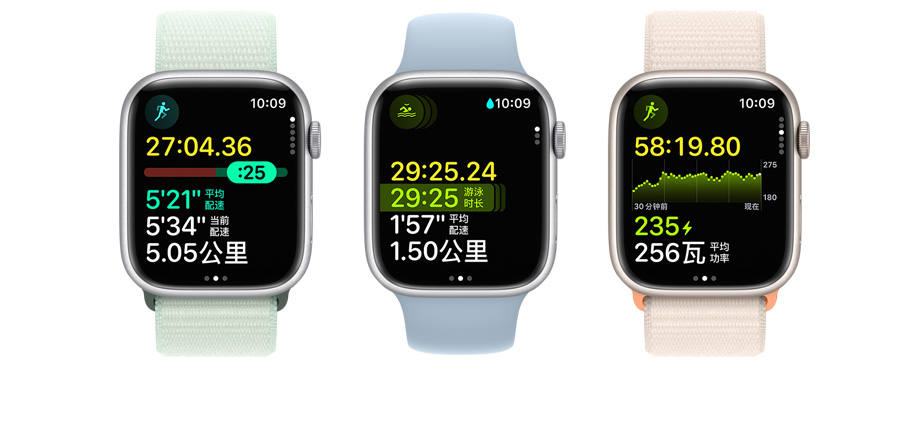 10:09
27:04.46
:25
5'21" 平均
配速
5'34" 当前
配速
5.05公里
10:09
29:25.24
29:25 游泳
时长
1'57" 平均
配速
1.50公里
10:09
58:19.80
275
180
30 分钟前 现在
235
256瓦 平均
功率